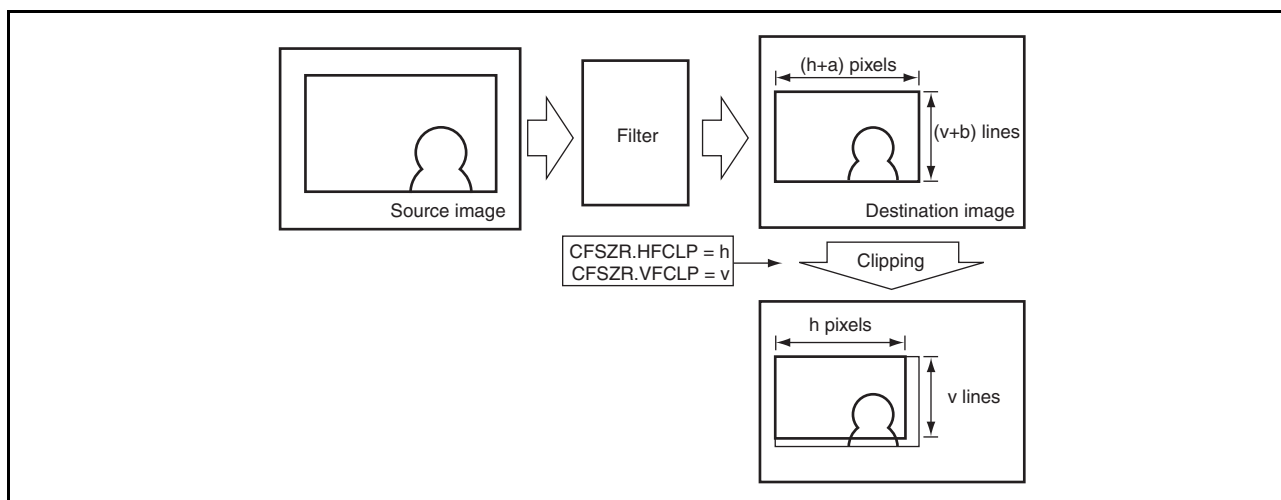 Source image
Filter
(h+a) pixels
(v+b) lines
Destination image
CFSZR.HFCLP = h
CFSZR.VFCLP = v
Clipping
h pixels
v lines